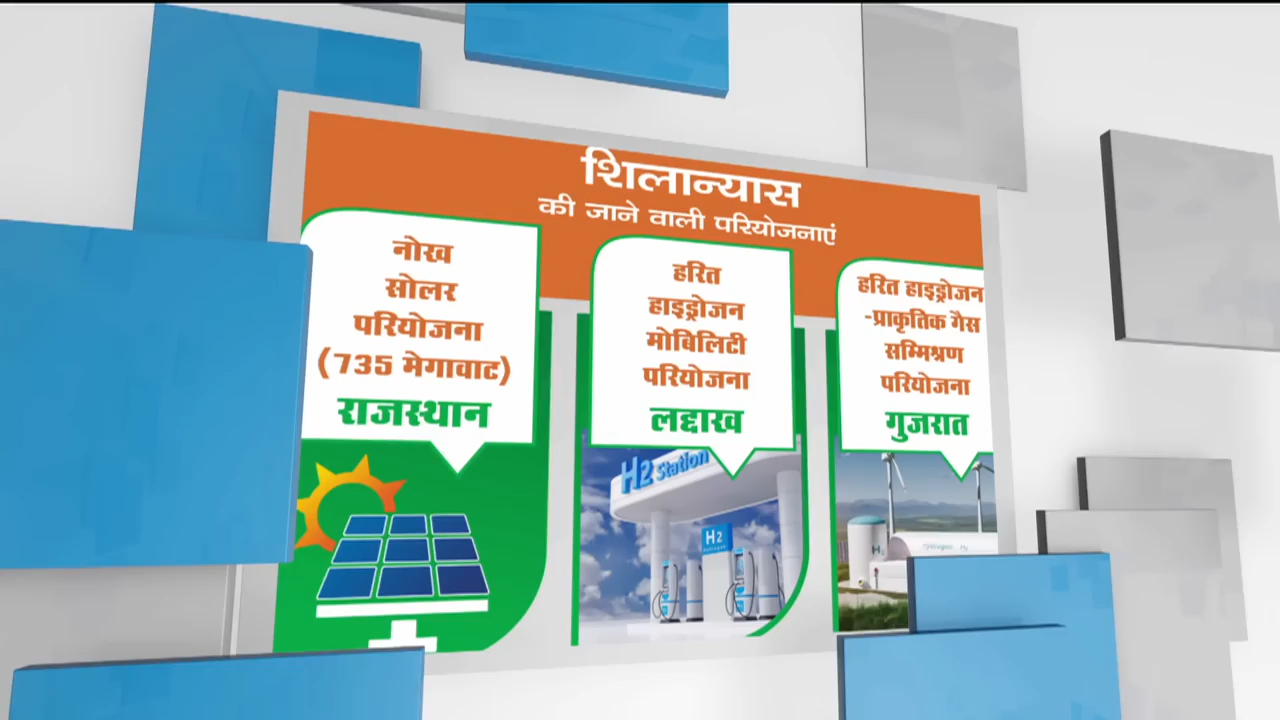 शिलान्यास
की जाने वाली परियोजनाएं
नोख
सोलर
परियोजना
(735 मेगावाट)
राजस्थान
हरित
हाइड्रोजन
मोबिलिटी
परियोजना
लद्दाख
हरित हाइड्रोजन
-प्राकृतिक गैस
सम्मिश्रण
परियोजना
गुजरात
H2 Station
H2
H2